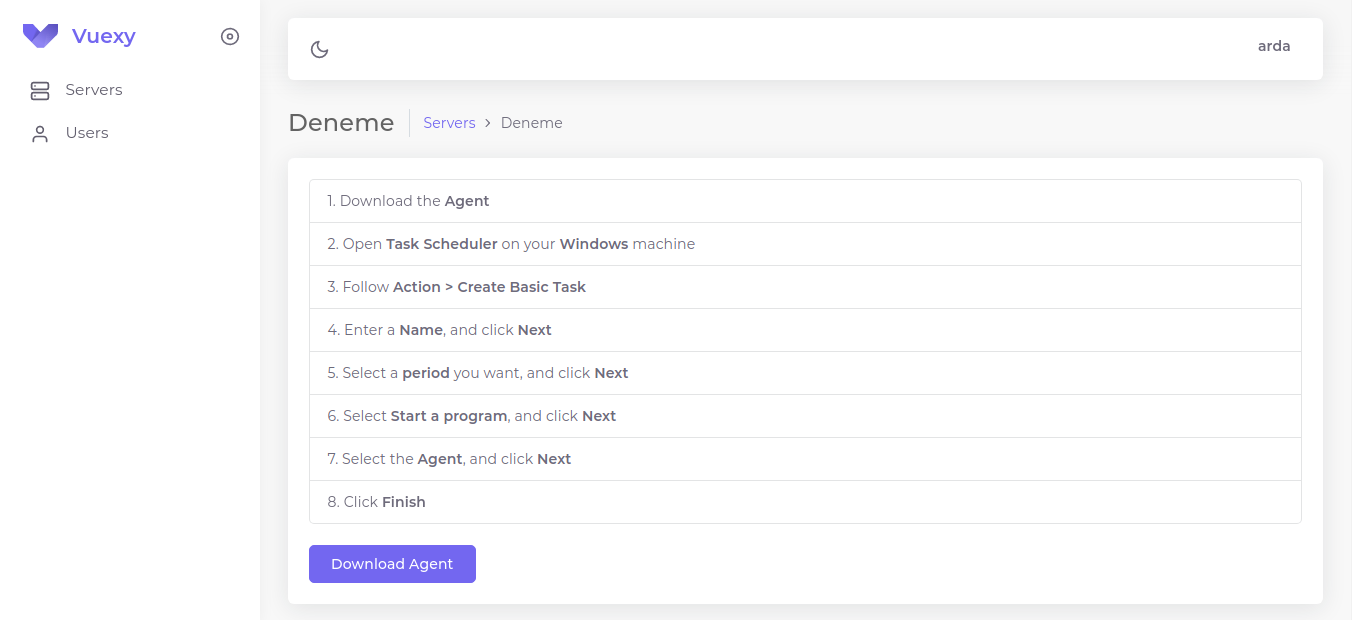 Vuexy
Servers
Users
arda
Deneme
Servers > Deneme
1. Download the Agent
2. Open Task Scheduler on your Windows machine
3. Follow Action > Create Basic Task
4. Enter a Name, and click Next
5. Select a period you want, and click Next
6. Select Start a program, and click Next
7. Select the Agent, and click Next
8. Click Finish
Download Agent